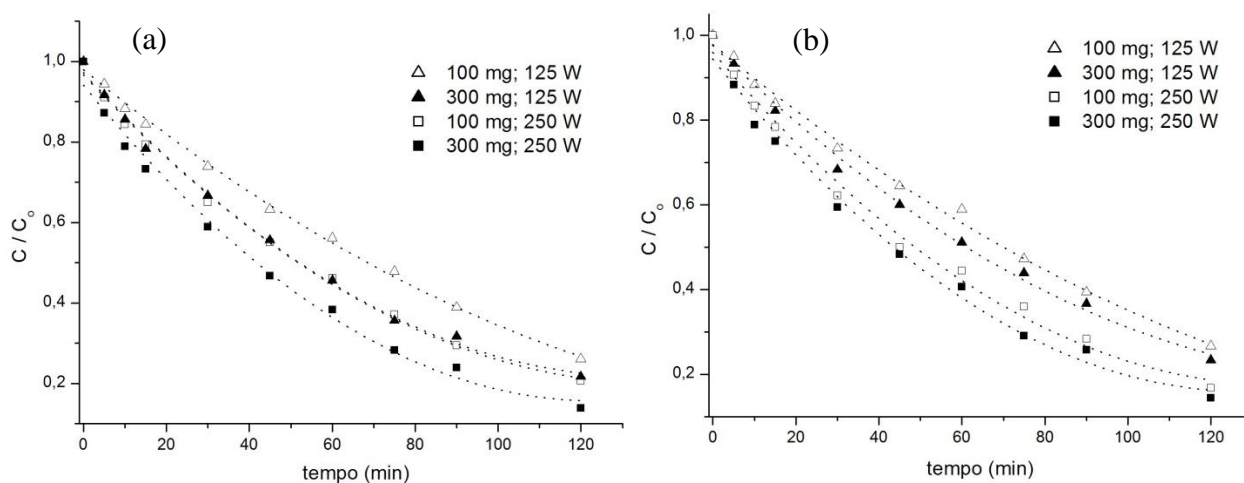 (a)
100 mg; 125 W
300 mg; 125 W
100 mg; 250 W
300 mg; 250 W
1,0
0,8
0,6
0,4
0,2
0 20 40 60 80 100 120
C / C₀
tempo (min)
(b)
100 mg; 125 W
300 mg; 125 W
100 mg; 250 W
300 mg; 250 W
1,0
0,8
0,6
0,4
0,2
0 20 40 60 80 100 120
C / C₀
tempo (min)